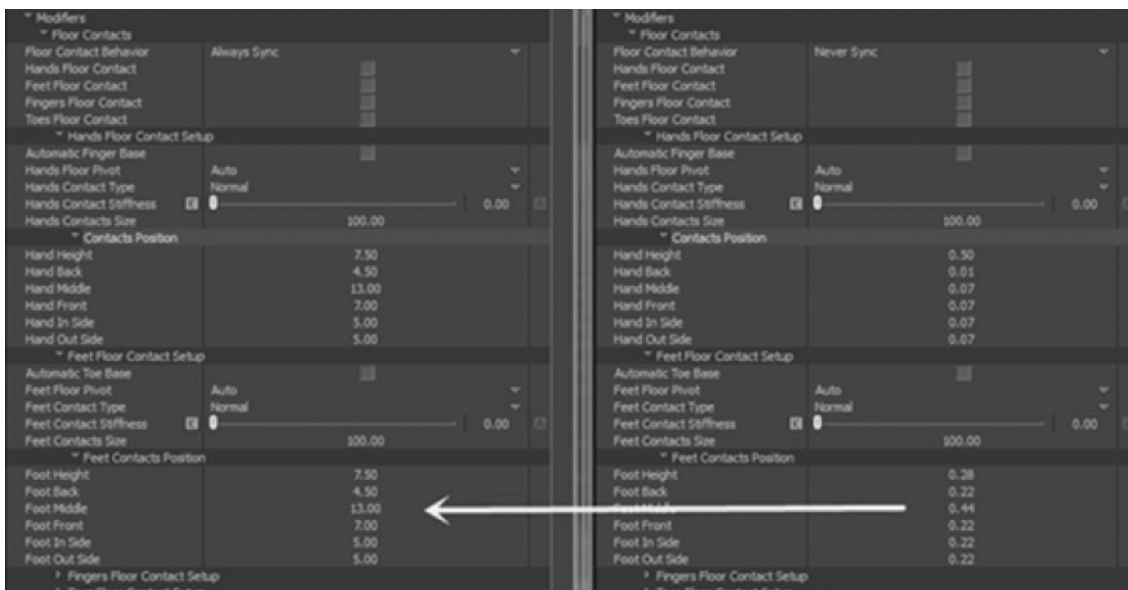 Modifiers
Floor Contacts
Floor Contact Behavior Always Sync
Hands Floor Contact
Feet Floor Contact
Fingers Floor Contact
Toes Floor Contact
Hands Floor Contact Setup
Automatic Finger Base
Hands Floor Pivot Auto
Hands Contact Type Normal
Hands Contact Stiffness K 0.00 A
Hands Contacts Size 100.00
Contacts Position
Hand Height 7.50
Hand Back 4.50
Hand Middle 13.00
Hand Front 7.00
Hand In Side 5.00
Hand Out Side 5.00
Feet Floor Contact Setup
Automatic Toe Base
Feet Floor Pivot Auto
Feet Contact Type Normal
Feet Contact Stiffness K 0.00 A
Feet Contacts Size 100.00
Feet Contacts Position
Foot Height 7.50
Foot Back 4.50
Foot Middle 13.00
Foot Front 7.00
Foot In Side 5.00
Foot Out Side 5.00
Fingers Floor Contact Setup
Modifiers
Floor Contacts
Floor Contact Behavior Never Sync
Hands Floor Contact
Feet Floor Contact
Fingers Floor Contact
Toes Floor Contact
Hands Floor Contact Setup
Automatic Finger Base
Hands Floor Pivot Auto
Hands Contact Type Normal
Hands Contact Stiffness K 0.00
Hands Contacts Size 100.00
Contacts Position
Hand Height 0.50
Hand Back 0.01
Hand Middle 0.07
Hand Front 0.07
Hand In Side 0.07
Hand Out Side 0.07
Feet Floor Contact Setup
Automatic Toe Base
Feet Floor Pivot Auto
Feet Contact Type Normal
Feet Contact Stiffness K 0.00
Feet Contacts Size 100.00
Feet Contacts Position
Foot Height 0.28
Foot Back 0.22
Foot Middle 0.44
Foot Front 0.22
Foot In Side 0.22
Foot Out Side 0.22
Fingers Floor Contact Setup